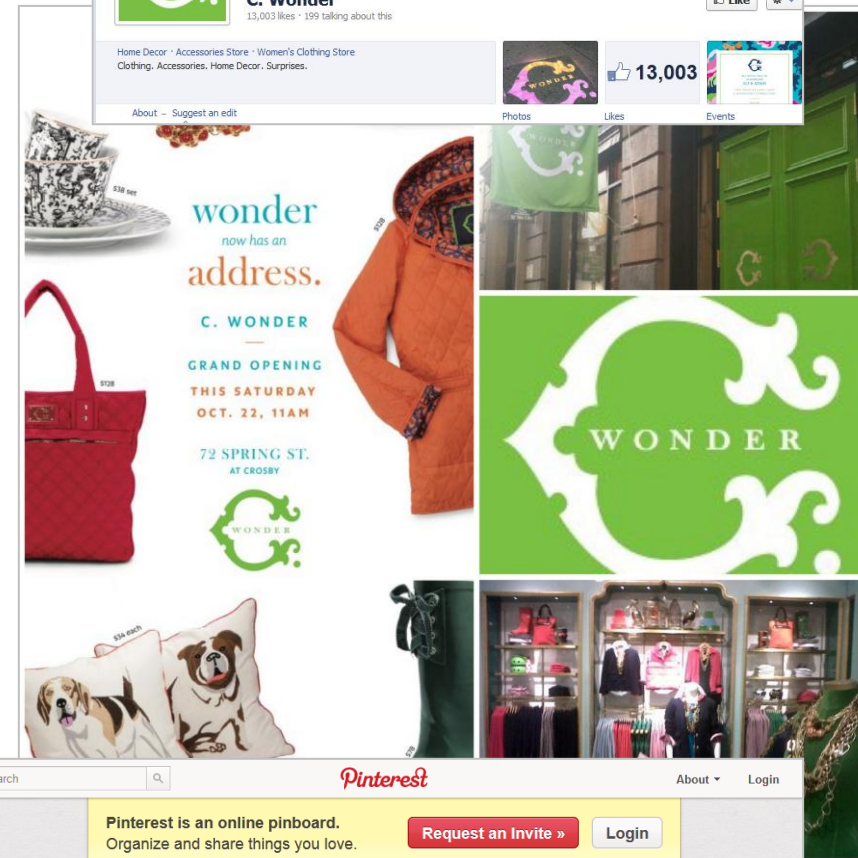 C. Wonder
13,003 likes · 199 talking about this
Like
Home Decor · Accessories Store · Women's Clothing Store
Clothing. Accessories. Home Decor. Surprises.
About – Suggest an edit
WONDER
13,003
Photos
Likes
Events
$38 set
$128
WONDER
wonder
now has an
address.
C. WONDER
GRAND OPENING
THIS SATURDAY
OCT. 22, 11AM
72 SPRING ST.
AT CROSBY
WONDER
$128
WONDER
$34 each
Pinterest
About
Login
Pinterest is an online pinboard.
Organize and share things you love.
Request an Invite »
Login